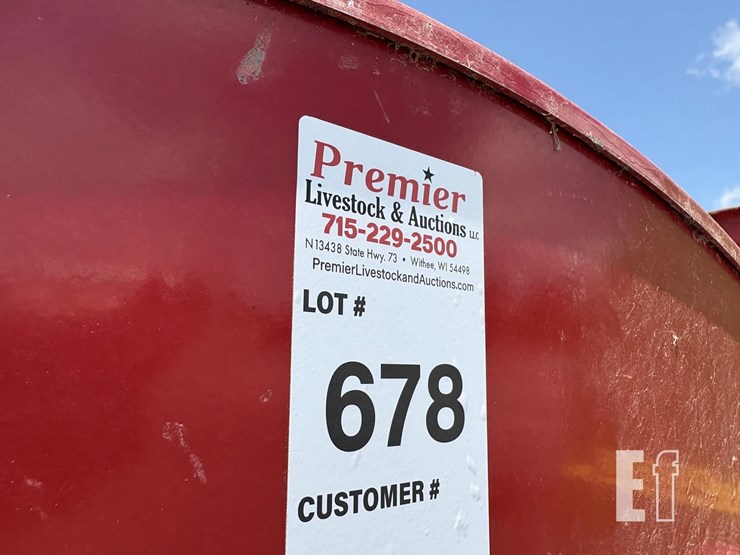 Premier
Livestock & Auctions LLC
715-229-2500
N13438 State Hwy. 73 • Withee, WI 54498
PremierLivestockandAuctions.com
LOT #
678
CUSTOMER #
Ef